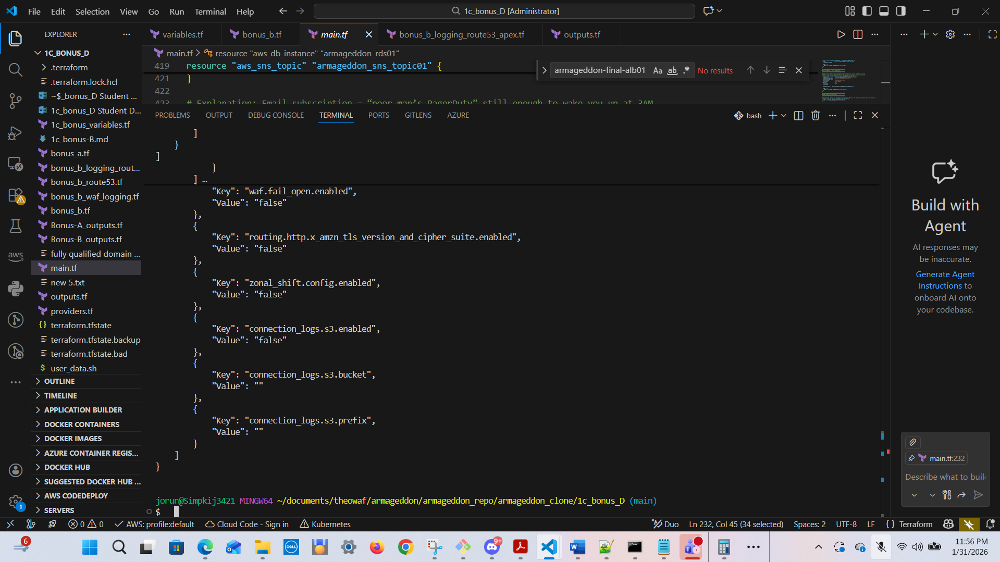 File Edit Selection View Go Run Terminal Help
1c_bonus_D [Administrator]
EXPLORER
variables.tf
bonus_b.tf
main.tf
bonus_b_logging_route53_apex.tf
outputs.tf
1C_BONUS_D
main.tf > resource "aws_db_instance" "armageddon_rds01"
.terraform
419 resource "aws_sns_topic" "armageddon_sns_topic01" {
armageddon-final-alb01 Aa ab .* No results
421 }
.terraform.lock.hcl
422
~$_bonus_D Student ...
1c_bonus_D Student D...
PROBLEMS OUTPUT DEBUG CONSOLE TERMINAL PORTS GITLENS AZURE
bash
1c_bonus_variables.tf
1c_bonus-B.md
bonus_a.tf
bonus_b_logging_rout...
bonus_b_route53.tf
bonus_b_waf_logging.tf
bonus_b.tf
Bonus-A_outputs.tf
Bonus-B_outputs.tf
fully qualified domain ...
main.tf
new 5.txt
outputs.tf
providers.tf
terraform.tfstate
terraform.tfstate.backup
terraform.tfstate.bad
user_data.sh
OUTLINE
TIMELINE
APPLICATION BUILDER
DOCKER CONTAINERS
DOCKER IMAGES
AZURE CONTAINER REGIS...
DOCKER HUB
SUGGESTED DOCKER HUB ...
AWS CODEDEPLOY
SERVERS
aws
]
}
]
}
] ...
"Key": "waf.fail_open.enabled",
"Value": "false"
},
{
"Key": "routing.http.x_amzn_tls_version_and_cipher_suite.enabled",
"Value": "false"
},
{
"Key": "zonal_shift.config.enabled",
"Value": "false"
},
{
"Key": "connection_logs.s3.enabled",
"Value": "false"
},
{
"Key": "connection_logs.s3.bucket",
"Value": ""
},
{
"Key": "connection_logs.s3.prefix",
"Value": ""
}
]
}
jorun@Simpkij3421 MINGW64 ~/documents/theowaf/armageddon/armageddon_repo/armageddon_clone/1c_bonus_D (main)
$
Build with
Agent
AI responses may
be inaccurate.
Generate Agent
Instructions to
onboard AI onto
your codebase.
main.tf:232
Describe what to buil
1
0 0 AWS: profile:default Cloud Code - Sign in Kubernetes
Duo Ln 232, Col 45 (34 selected) Spaces: 2 UTF-8 LF { } Terraform
6
DELL
9+
11:56 PM
1/31/2026